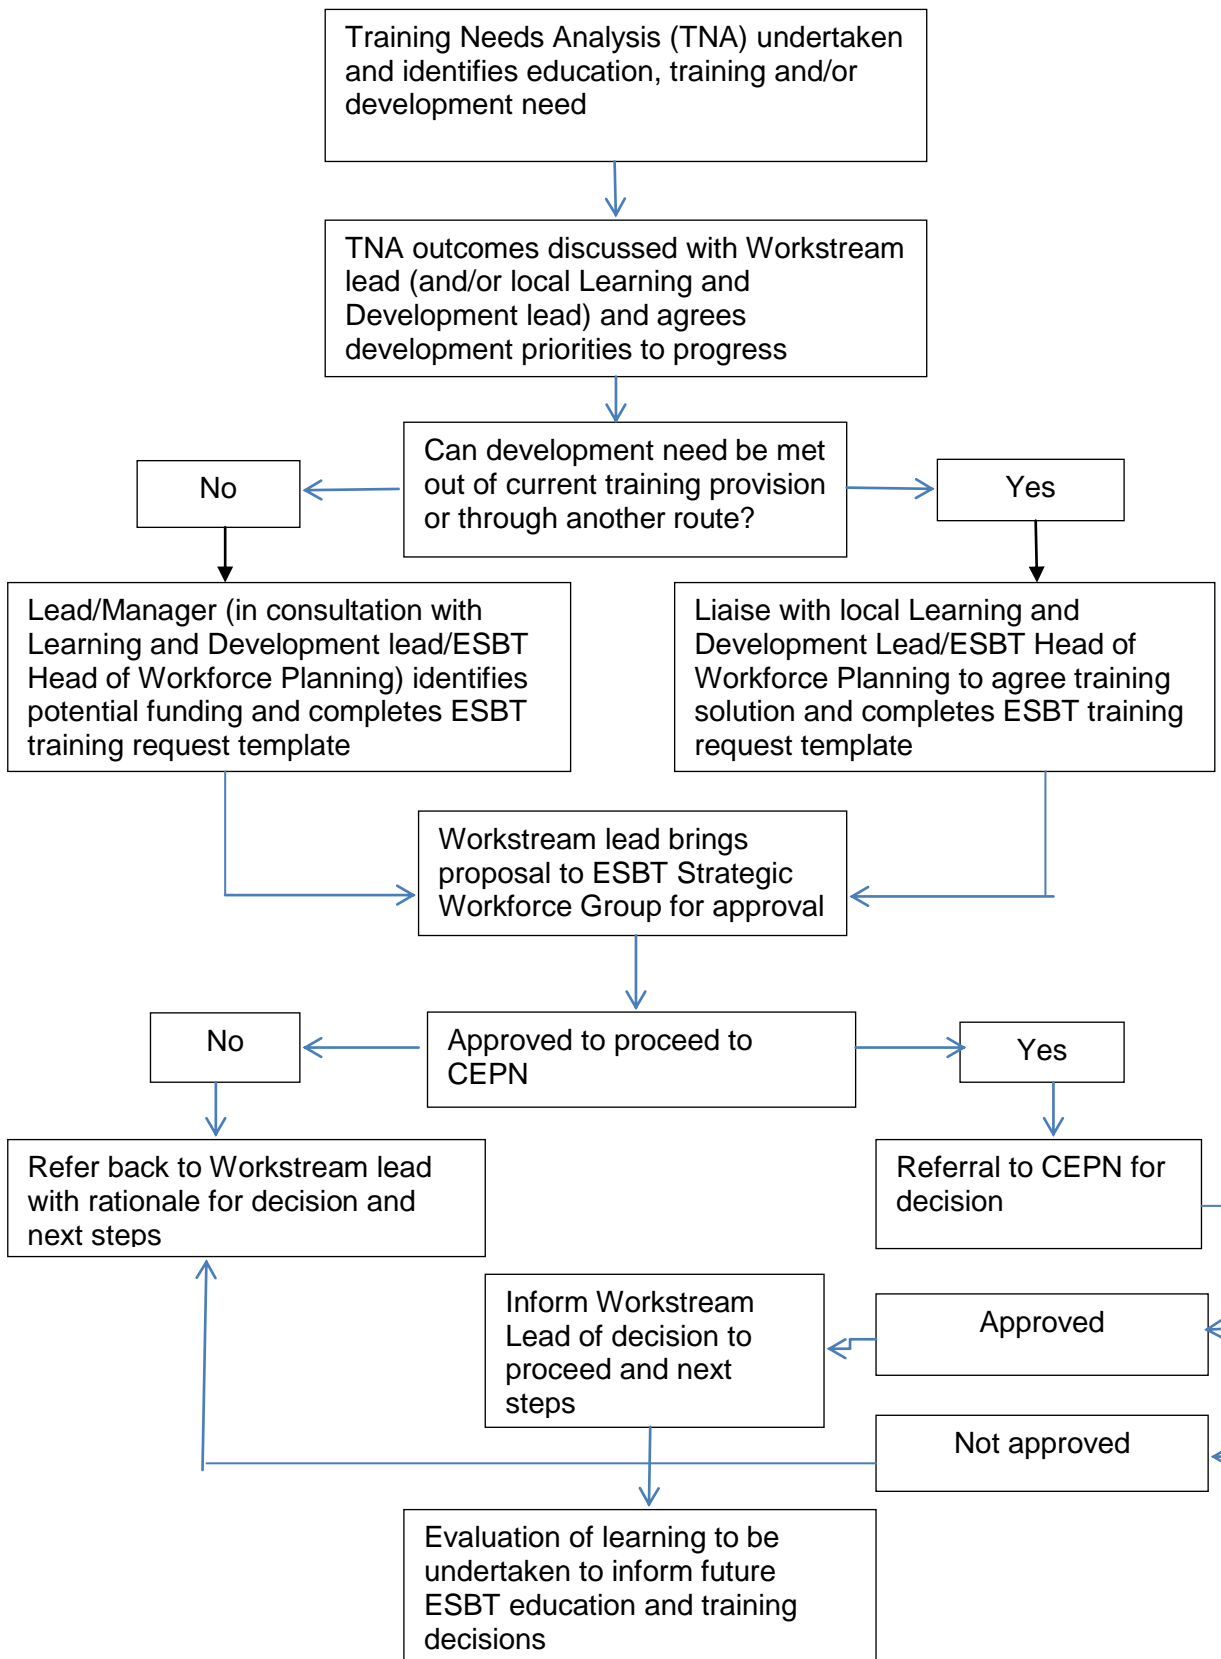 Training Needs Analysis (TNA) undertaken
and identifies education, training and/or
development need
TNA outcomes discussed with Workstream
lead (and/or local Learning and
Development lead) and agrees
development priorities to progress
Can development need be met
out of current training provision
or through another route?
No
Yes
Lead/Manager (in consultation with
Learning and Development lead/ESBT
Head of Workforce Planning) identifies
potential funding and completes ESBT
training request template
Liaise with local Learning and
Development Lead/ESBT Head of
Workforce Planning to agree training
solution and completes ESBT training
request template
Workstream lead brings
proposal to ESBT Strategic
Workforce Group for approval
No
Approved to proceed to
CEPN
Yes
Refer back to Workstream lead
with rationale for decision and
next steps
Referral to CEPN for
decision
Inform Workstream
Lead of decision to
proceed and next
steps
Approved
Not approved
Evaluation of learning to be
undertaken to inform future
ESBT education and training
decisions